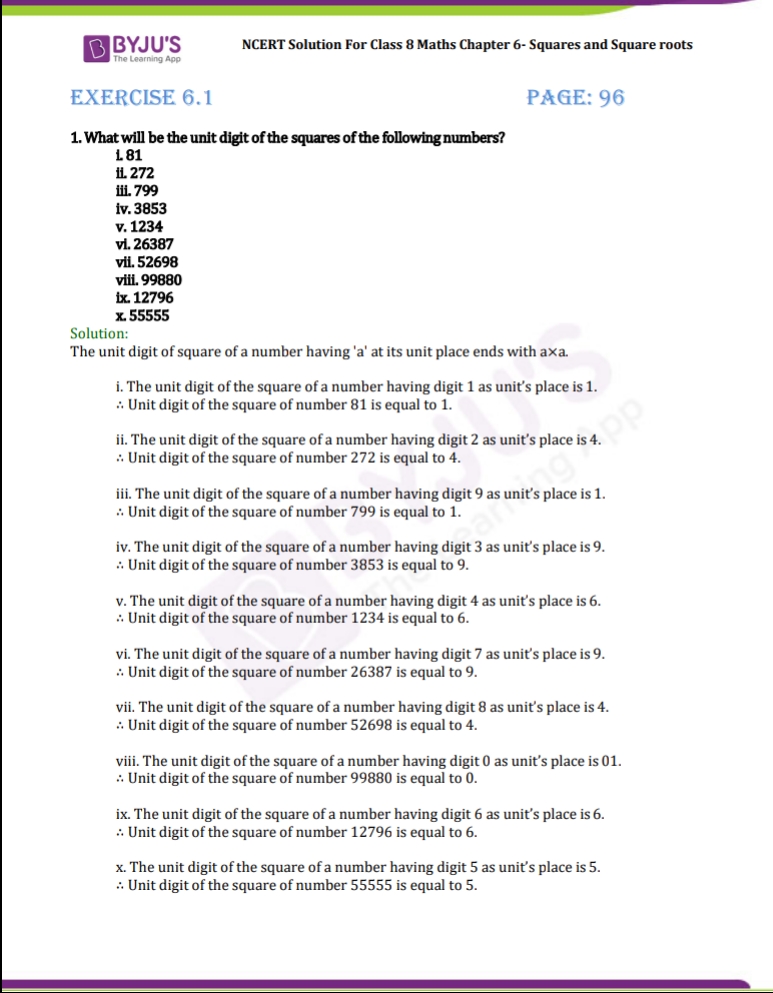 BYJU'S
The Learning App
NCERT Solution For Class 8 Maths Chapter 6- Squares and Square roots
EXERCISE 6.1 PAGE: 96
1. What will be the unit digit of the squares of the following numbers?
i. 81
ii. 272
iii. 799
iv. 3853
v. 1234
vi. 26387
vii. 52698
viii. 99880
ix. 12796
x. 55555
Solution:
The unit digit of square of a number having 'a' at its unit place ends with a×a.
i. The unit digit of the square of a number having digit 1 as unit's place is 1.
∴ Unit digit of the square of number 81 is equal to 1.
ii. The unit digit of the square of a number having digit 2 as unit's place is 4.
∴ Unit digit of the square of number 272 is equal to 4.
iii. The unit digit of the square of a number having digit 9 as unit's place is 1.
∴ Unit digit of the square of number 799 is equal to 1.
iv. The unit digit of the square of a number having digit 3 as unit's place is 9.
∴ Unit digit of the square of number 3853 is equal to 9.
v. The unit digit of the square of a number having digit 4 as unit's place is 6.
∴ Unit digit of the square of number 1234 is equal to 6.
vi. The unit digit of the square of a number having digit 7 as unit's place is 9.
∴ Unit digit of the square of number 26387 is equal to 9.
vii. The unit digit of the square of a number having digit 8 as unit's place is 4.
∴ Unit digit of the square of number 52698 is equal to 4.
viii. The unit digit of the square of a number having digit 0 as unit's place is 01.
∴ Unit digit of the square of number 99880 is equal to 0.
ix. The unit digit of the square of a number having digit 6 as unit's place is 6.
∴ Unit digit of the square of number 12796 is equal to 6.
x. The unit digit of the square of a number having digit 5 as unit's place is 5.
∴ Unit digit of the square of number 55555 is equal to 5.
BYJU'S
The Learning App